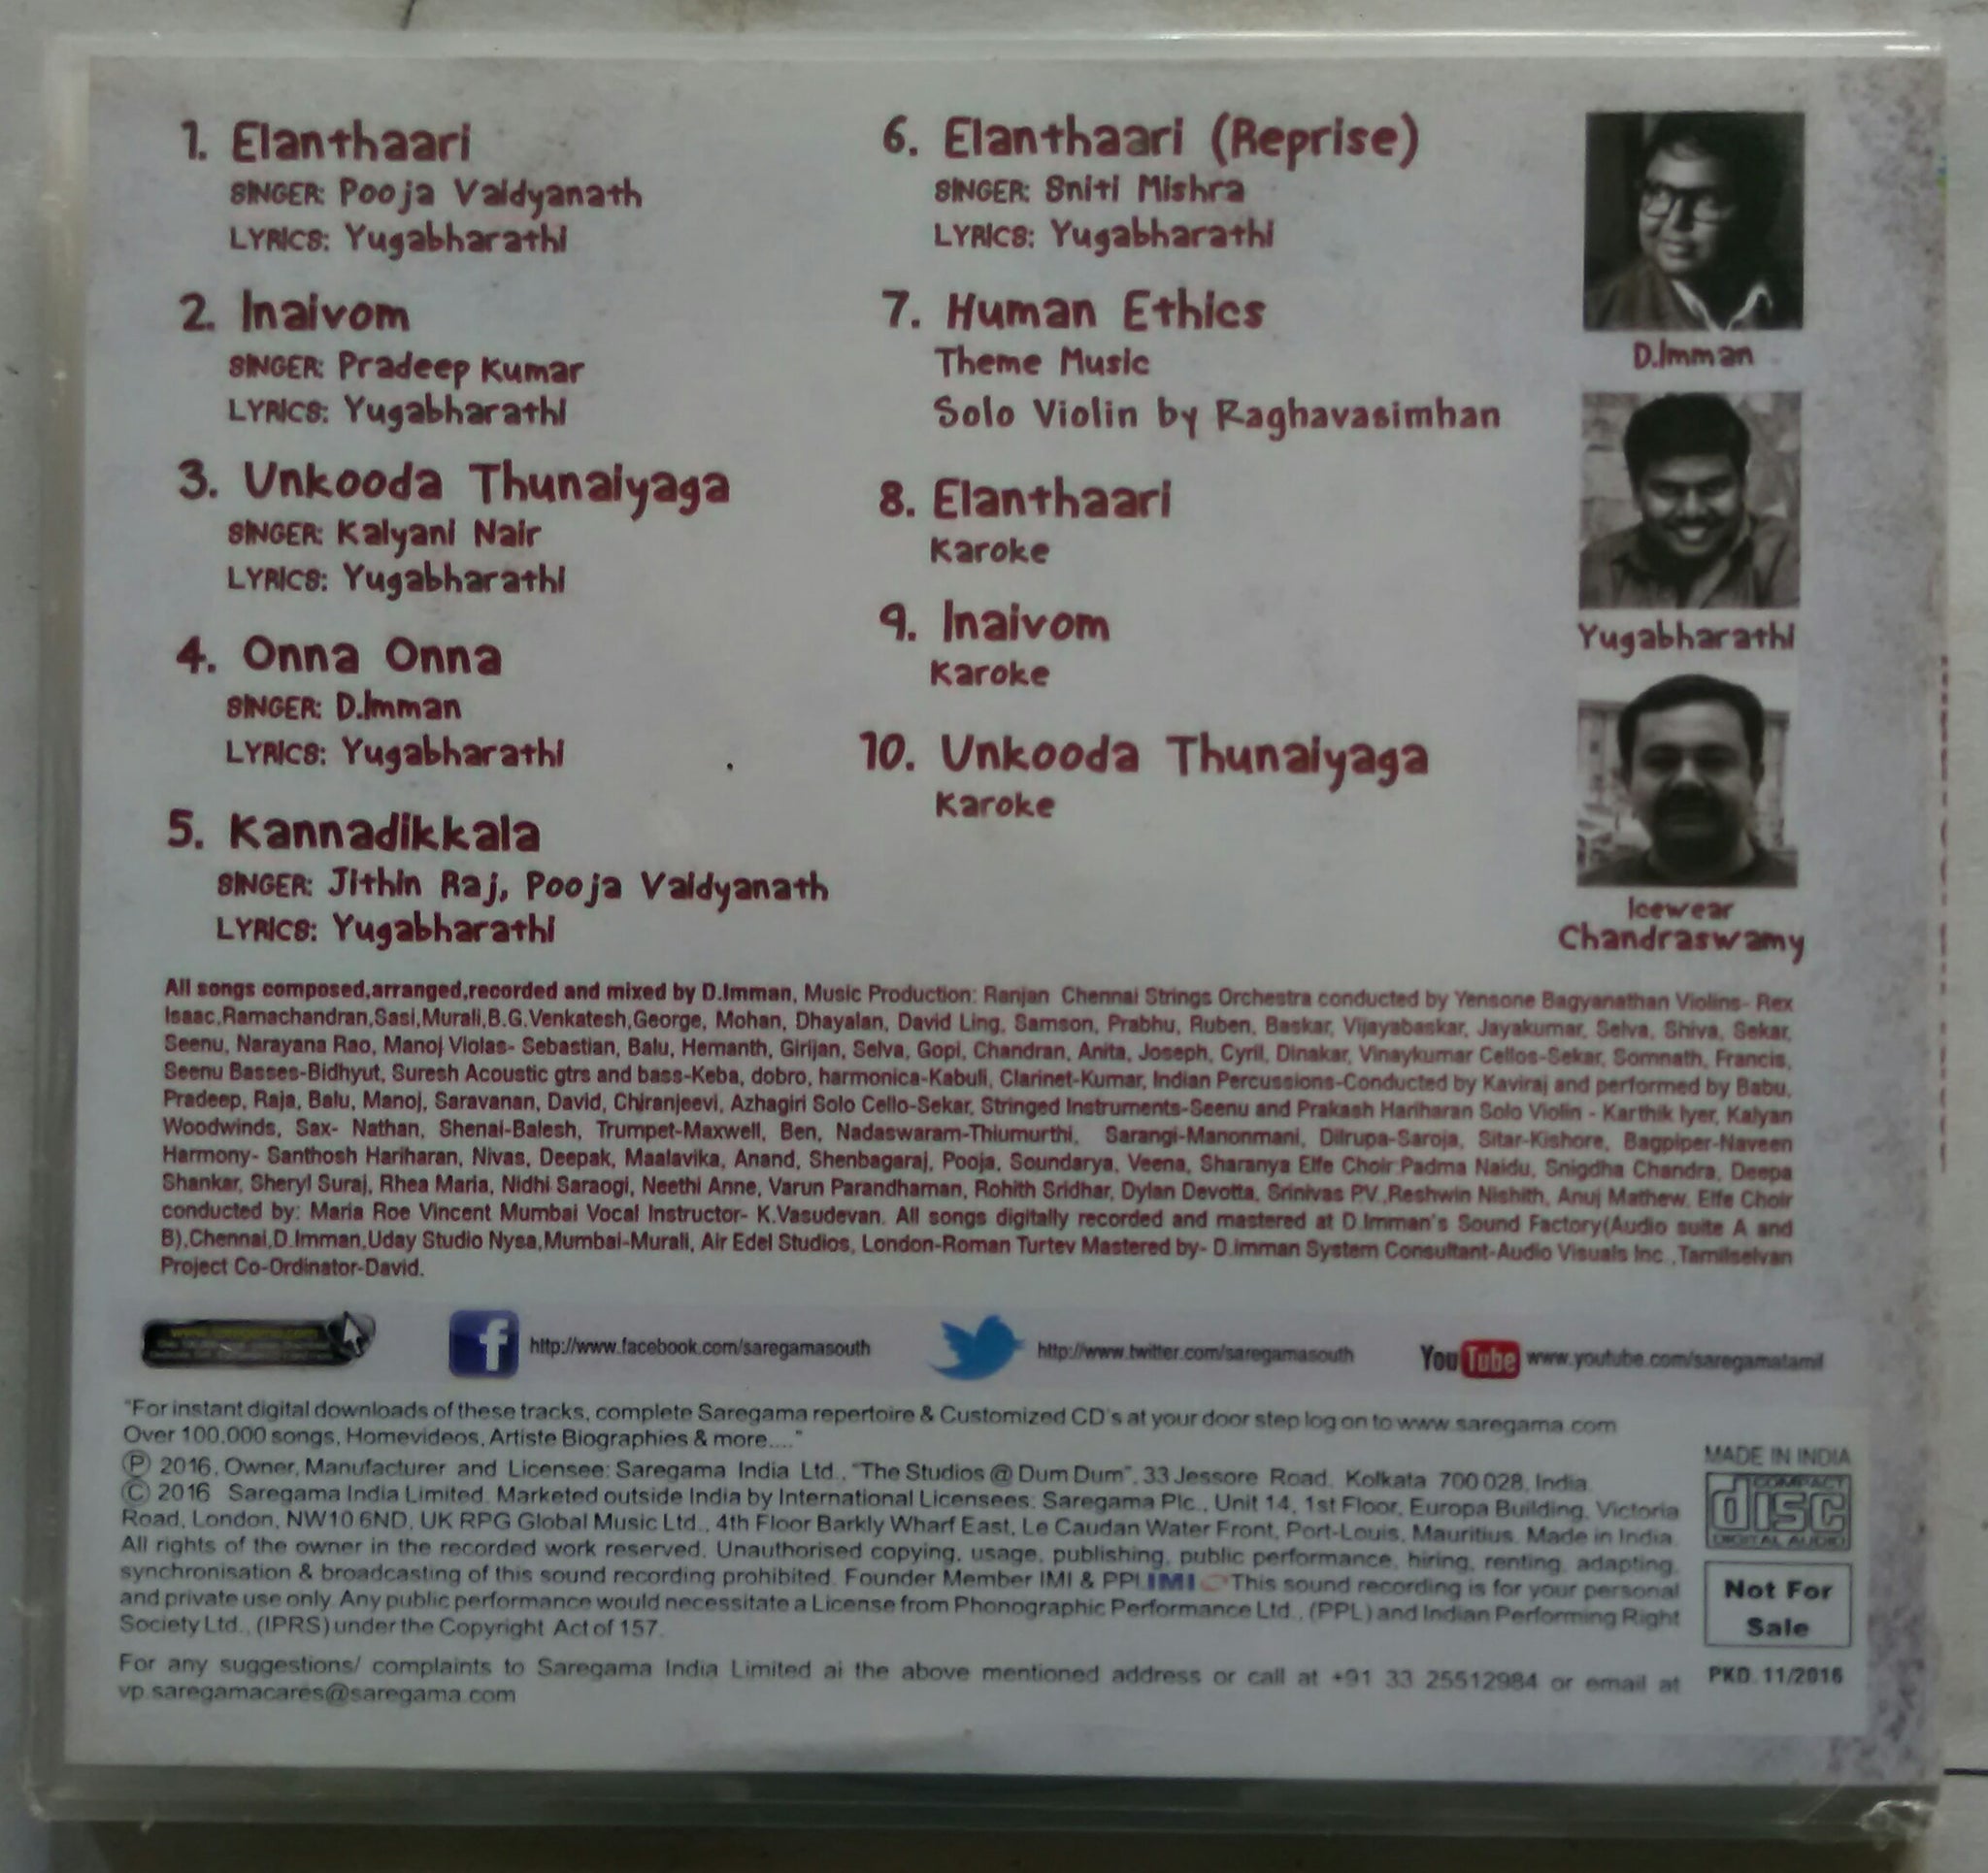 1. Elanthaari
SINGER: Pooja Vaidyanath
LYRICS: Yugabharathi
2. Inaivom
SINGER: Pradeep Kumar
LYRICS: Yugabharathi
3. Unkooda Thunaiyaga
SINGER: Kalyani Nair
LYRICS: Yugabharathi
4. Onna Onna
SINGER: D.Imman
LYRICS: Yugabharathi
5. Kannadikkala
SINGER: Jithin Raj, Pooja Vaidyanath
LYRICS: Yugabharathi
6. Elanthaari (Reprise)
SINGER: Sniti Mishra
LYRICS: Yugabharathi
7. Human Ethics
Theme Music
Solo Violin by Raghavasimhan
8. Elanthaari
Karoke
9. Inaivom
Karoke
10. Unkooda Thunaiyaga
Karoke
D.Imman
Yugabharathi
Icewear
Chandraswamy
All songs composed,arranged,recorded and mixed by D.Imman, Music Production: Ranjan Chennai Strings Orchestra conducted by Yensone Bagyanathan Violins- Rex
Isaac,Ramachandran,Sasi,Murali,B.G.Venkatesh,George, Mohan, Dhayalan, David Ling, Samson, Prabhu, Ruben, Baskar, Vijayabaskar, Jayakumar, Selva, Shiva, Sekar,
Seenu, Narayana Rao, Manoj Violas- Sebastian, Balu, Hemanth, Girijan, Selva, Gopi, Chandran, Anita, Joseph, Cyril, Dinakar, Vinaykumar Cellos-Sekar, Somnath, Francis,
Seenu Basses-Bidhyut, Suresh Acoustic gtrs and bass-Keba, dobro, harmonica-Kabuli, Clarinet-Kumar, Indian Percussions-Conducted by Kaviraj and performed by Babu,
Pradeep, Raja, Balu, Manoj, Saravanan, David, Chiranjeevi, Azhagiri Solo Cello-Sekar, Stringed Instruments-Seenu and Prakash Hariharan Solo Violin - Karthik Iyer, Kalyan
Woodwinds, Sax- Nathan, Shenai-Balesh, Trumpet-Maxwell, Ben, Nadaswaram-Thiumurthi, Sarangi-Manonmani, Dilrupa-Saroja, Sitar-Kishore, Bagpiper-Naveen
Harmony- Santhosh Hariharan, Nivas, Deepak, Maalavika, Anand, Shenbagaraj, Pooja, Soundarya, Veena, Sharanya Elfe Choir:Padma Naidu, Snigdha Chandra, Deepa
Shankar, Sheryl Suraj, Rhea Maria, Nidhi Saraogi, Neethi Anne, Varun Parandhaman, Rohith Sridhar, Dylan Devotta, Srinivas P.V.,Reshwin Nishith, Anuj Mathew. Elfe Choir
conducted by: Maria Roe Vincent Mumbai Vocal Instructor- K.Vasudevan. All songs digitally recorded and mastered at D.Imman's Sound Factory(Audio suite A and
B),Chennai,D.Imman,Uday Studio Nysa,Mumbai-Murali, Air Edel Studios, London-Roman Turtev Mastered by- D.imman System Consultant-Audio Visuals Inc.,Tamilselvan
Project Co-Ordinator-David.
www.saregama.com
http://www.facebook.com/saregamasouth
http://www.twitter.com/saregamasouth
YouTube www.youtube.com/saregamatamil
"For instant digital downloads of these tracks, complete Saregama repertoire & Customized CD's at your door step log on to www.saregama.com
Over 100,000 songs, Homevideos, Artiste Biographies & more...."
Ⓟ 2016, Owner, Manufacturer and Licensee: Saregama India Ltd., "The Studios @ Dum Dum", 33 Jessore Road, Kolkata 700 028, India.
© 2016 Saregama India Limited. Marketed outside India by International Licensees: Saregama Plc., Unit 14, 1st Floor, Europa Building, Victoria
Road, London, NW10 6ND, UK RPG Global Music Ltd., 4th Floor Barkly Wharf East, Le Caudan Water Front, Port-Louis, Mauritius. Made in India.
All rights of the owner in the recorded work reserved. Unauthorised copying, usage, publishing, public performance, hiring, renting, adapting,
synchronisation & broadcasting of this sound recording prohibited. Founder Member IMI & PPL IMI This sound recording is for your personal
and private use only. Any public performance would necessitate a License from Phonographic Performance Ltd., (PPL) and Indian Performing Right
Society Ltd., (IPRS) under the Copyright Act of 157.
For any suggestions/ complaints to Saregama India Limited ai the above mentioned address or call at +91 33 25512984 or email at
vp.saregamacares@saregama.com
MADE IN INDIA
COMPACT
disc
DIGITAL AUDIO
Not For
Sale
PKD. 11/2016